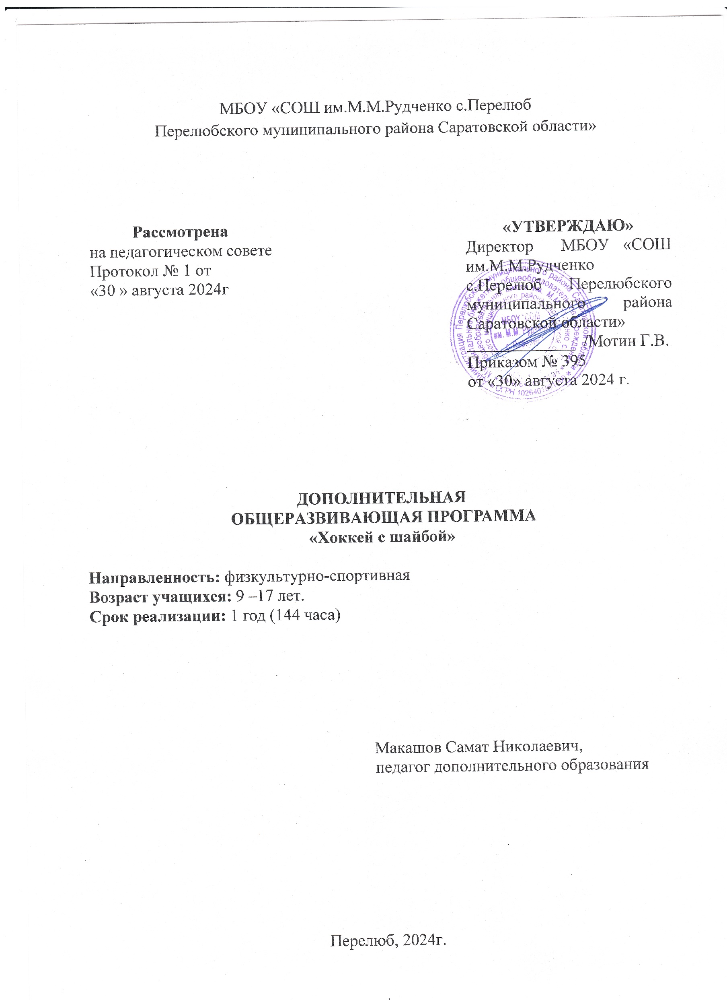 МБОУ «СОШ им.М.М.Рудченко с.Перелюб
Перелюбского муниципального района Саратовской области»
Рассмотрена
на педагогическом совете
Протокол № 1 от
«30 » августа 2024г
«УТВЕРЖДАЮ»
Директор МБОУ «СОШ
им.М.М.Рудченко
с.Перелюб Перелюбского
муниципального района
Саратовской области»
/Мотин Г.В.
Приказом № 395
от «30» августа 2024 г.
МБОУ "СОШ
им. М.М.
ДОПОЛНИТЕЛЬНАЯ
ОБЩЕРАЗВИВАЮЩАЯ ПРОГРАММА
«Хоккей с шайбой»
Направленность: физкультурно-спортивная
Возраст учащихся: 9 –17 лет.
Срок реализации: 1 год (144 часа)
Макашов Самат Николаевич,
педагог дополнительного образования
Перелюб, 2024г.